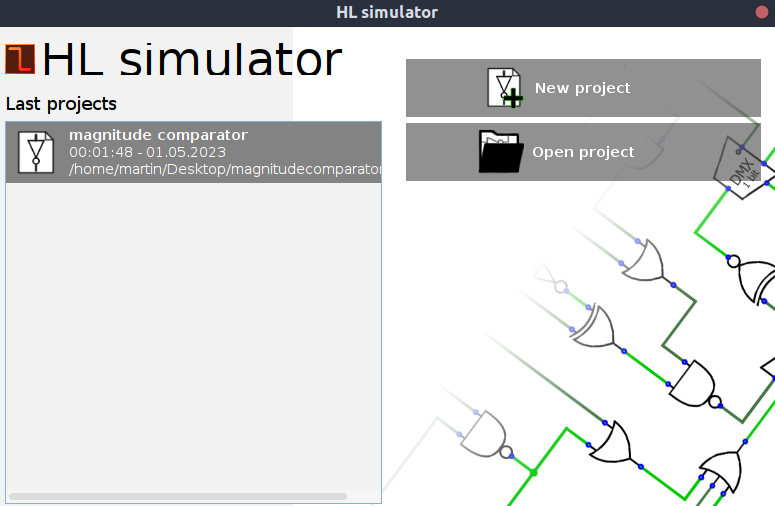 HL simulator
HL simulator
Last projects
magnitude comparator
00:01:48 - 01.05.2023
/home/martin/Desktop/magnitudecomparator
New project
Open project
DMX
1 bit